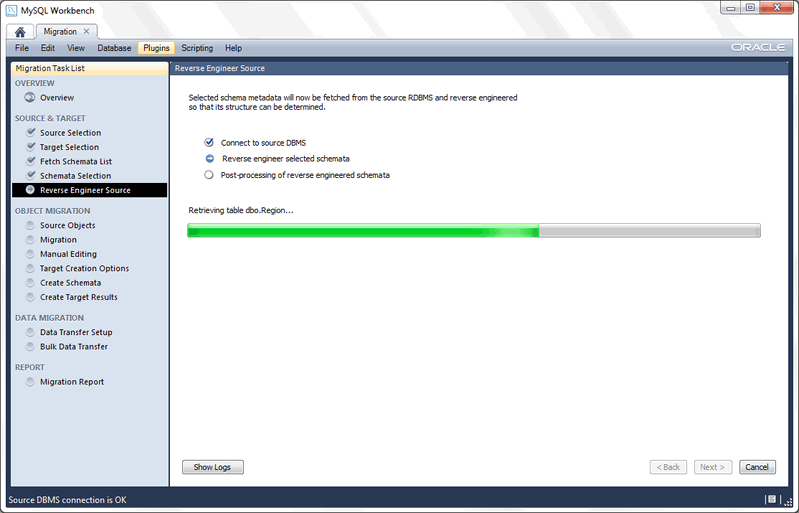 MySQL Workbench
Migration
File Edit View Database Plugins Scripting Help
ORACLE
Migration Task List
OVERVIEW
Overview
SOURCE & TARGET
Source Selection
Target Selection
Fetch Schemata List
Schemata Selection
Reverse Engineer Source
OBJECT MIGRATION
Source Objects
Migration
Manual Editing
Target Creation Options
Create Schemata
Create Target Results
DATA MIGRATION
Data Transfer Setup
Bulk Data Transfer
REPORT
Migration Report
Reverse Engineer Source
Selected schema metadata will now be fetched from the source RDBMS and reverse engineered
so that its structure can be determined.
Connect to source DBMS
Reverse engineer selected schemata
Post-processing of reverse engineered schemata
Retrieving table dbo.Region...
Show Logs
< Back Next > Cancel
Source DBMS connection is OK